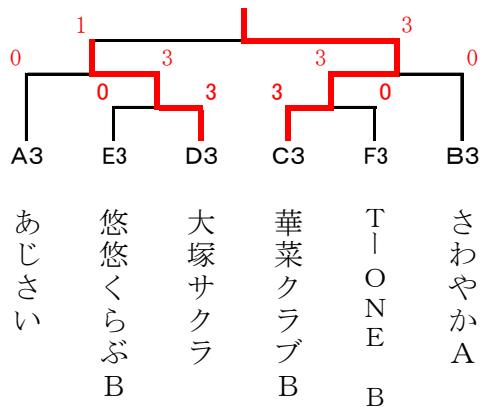 1 3
0 3 3 0
0 3 3 0
A3 E3 D3 C3 F3 B3
あじさい
悠悠くらぶB
大塚サクラ
華菜クラブB
T-ONE B
さわやかA